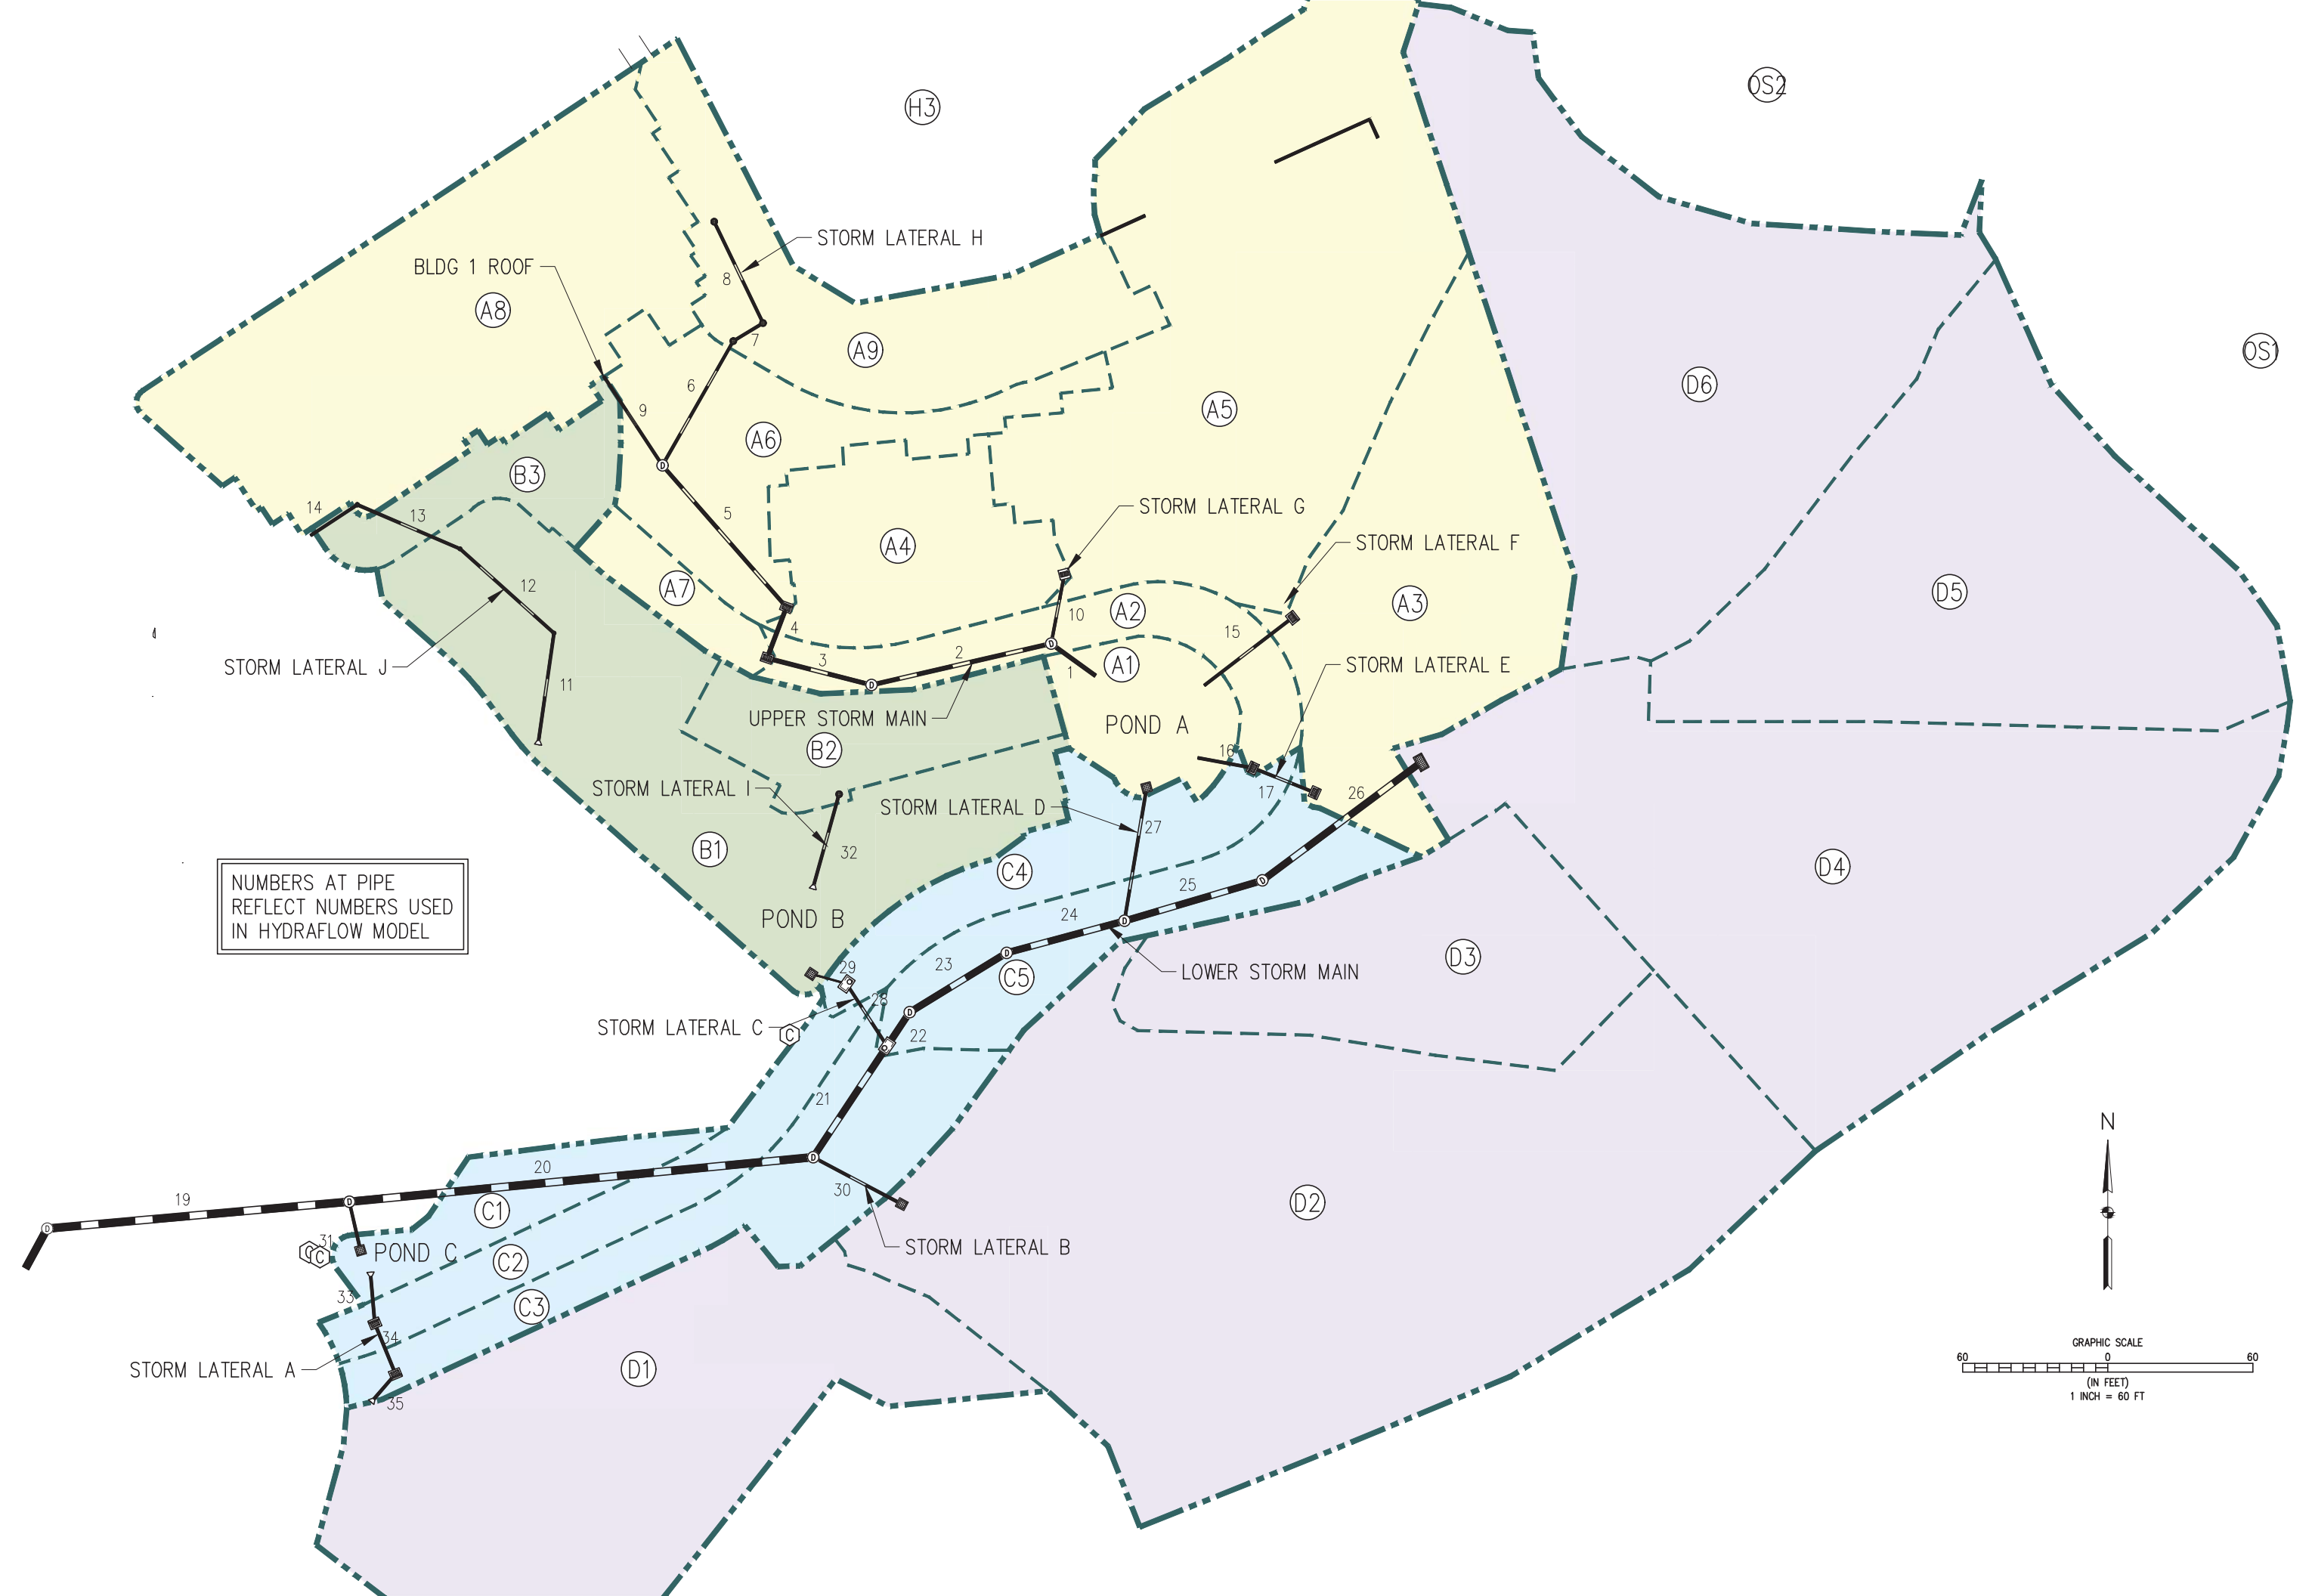 OS2
H3
STORM LATERAL H
BLDG 1 ROOF
8
A8
7
A9
OS1
6
D6
9
A5
A6
B3
14
13
5
STORM LATERAL G
A4
STORM LATERAL F
12
A7
D5
A2
A3
10
4
15
STORM LATERAL J
3
2
A1
1
STORM LATERAL E
11
UPPER STORM MAIN
POND A
B2
16
STORM LATERAL I
17
26
STORM LATERAL D
27
B1
32
C4
D4
NUMBERS AT PIPE
REFLECT NUMBERS USED
IN HYDRAFLOW MODEL
25
POND B
24
D3
23
29
C5
LOWER STORM MAIN
28
STORM LATERAL C
C
22
21
N
20
30
19
C1
D2
31
C
C
POND C
STORM LATERAL B
C2
33
C3
34
STORM LATERAL A
D1
35
GRAPHIC SCALE
60 0 60
(IN FEET)
1 INCH = 60 FT